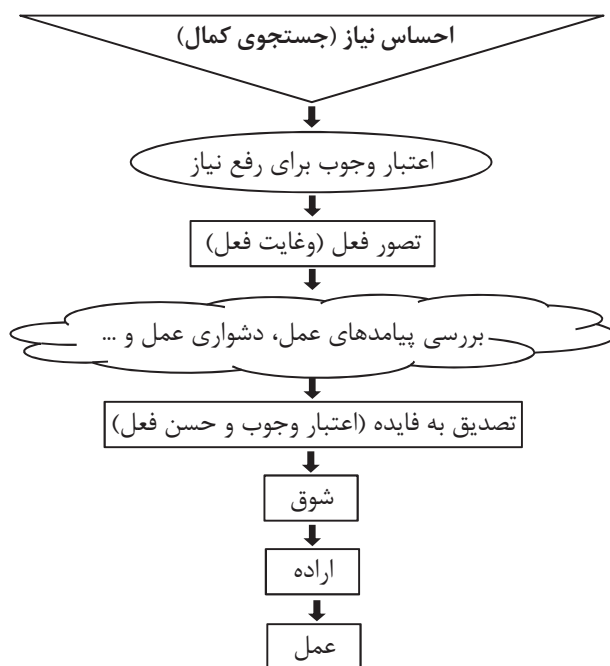 احساس نیاز (جستجوی کمال)
اعتبار وجوب برای رفع نیاز
تصور فعل (وغایت فعل)
بررسی پیامدهای عمل، دشواری عمل و ...
تصدیق به فایده (اعتبار وجوب و حسن فعل)
شوق
اراده
عمل